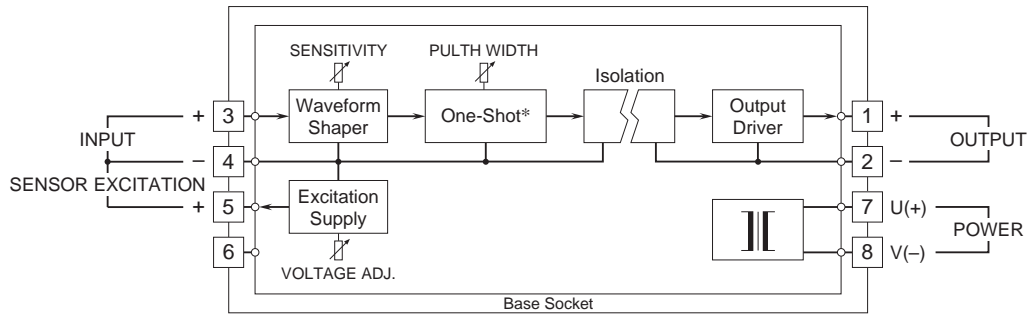 SENSITIVITY
PULTH WIDTH
Isolation
Waveform
Shaper
One-Shot*
Output
Driver
+ 3
1 +
INPUT
OUTPUT
– 4
2 –
SENSOR EXCITATION
+ 5
Excitation
Supply
7 U(+)
POWER
6
8 V(–)
VOLTAGE ADJ.
Base Socket